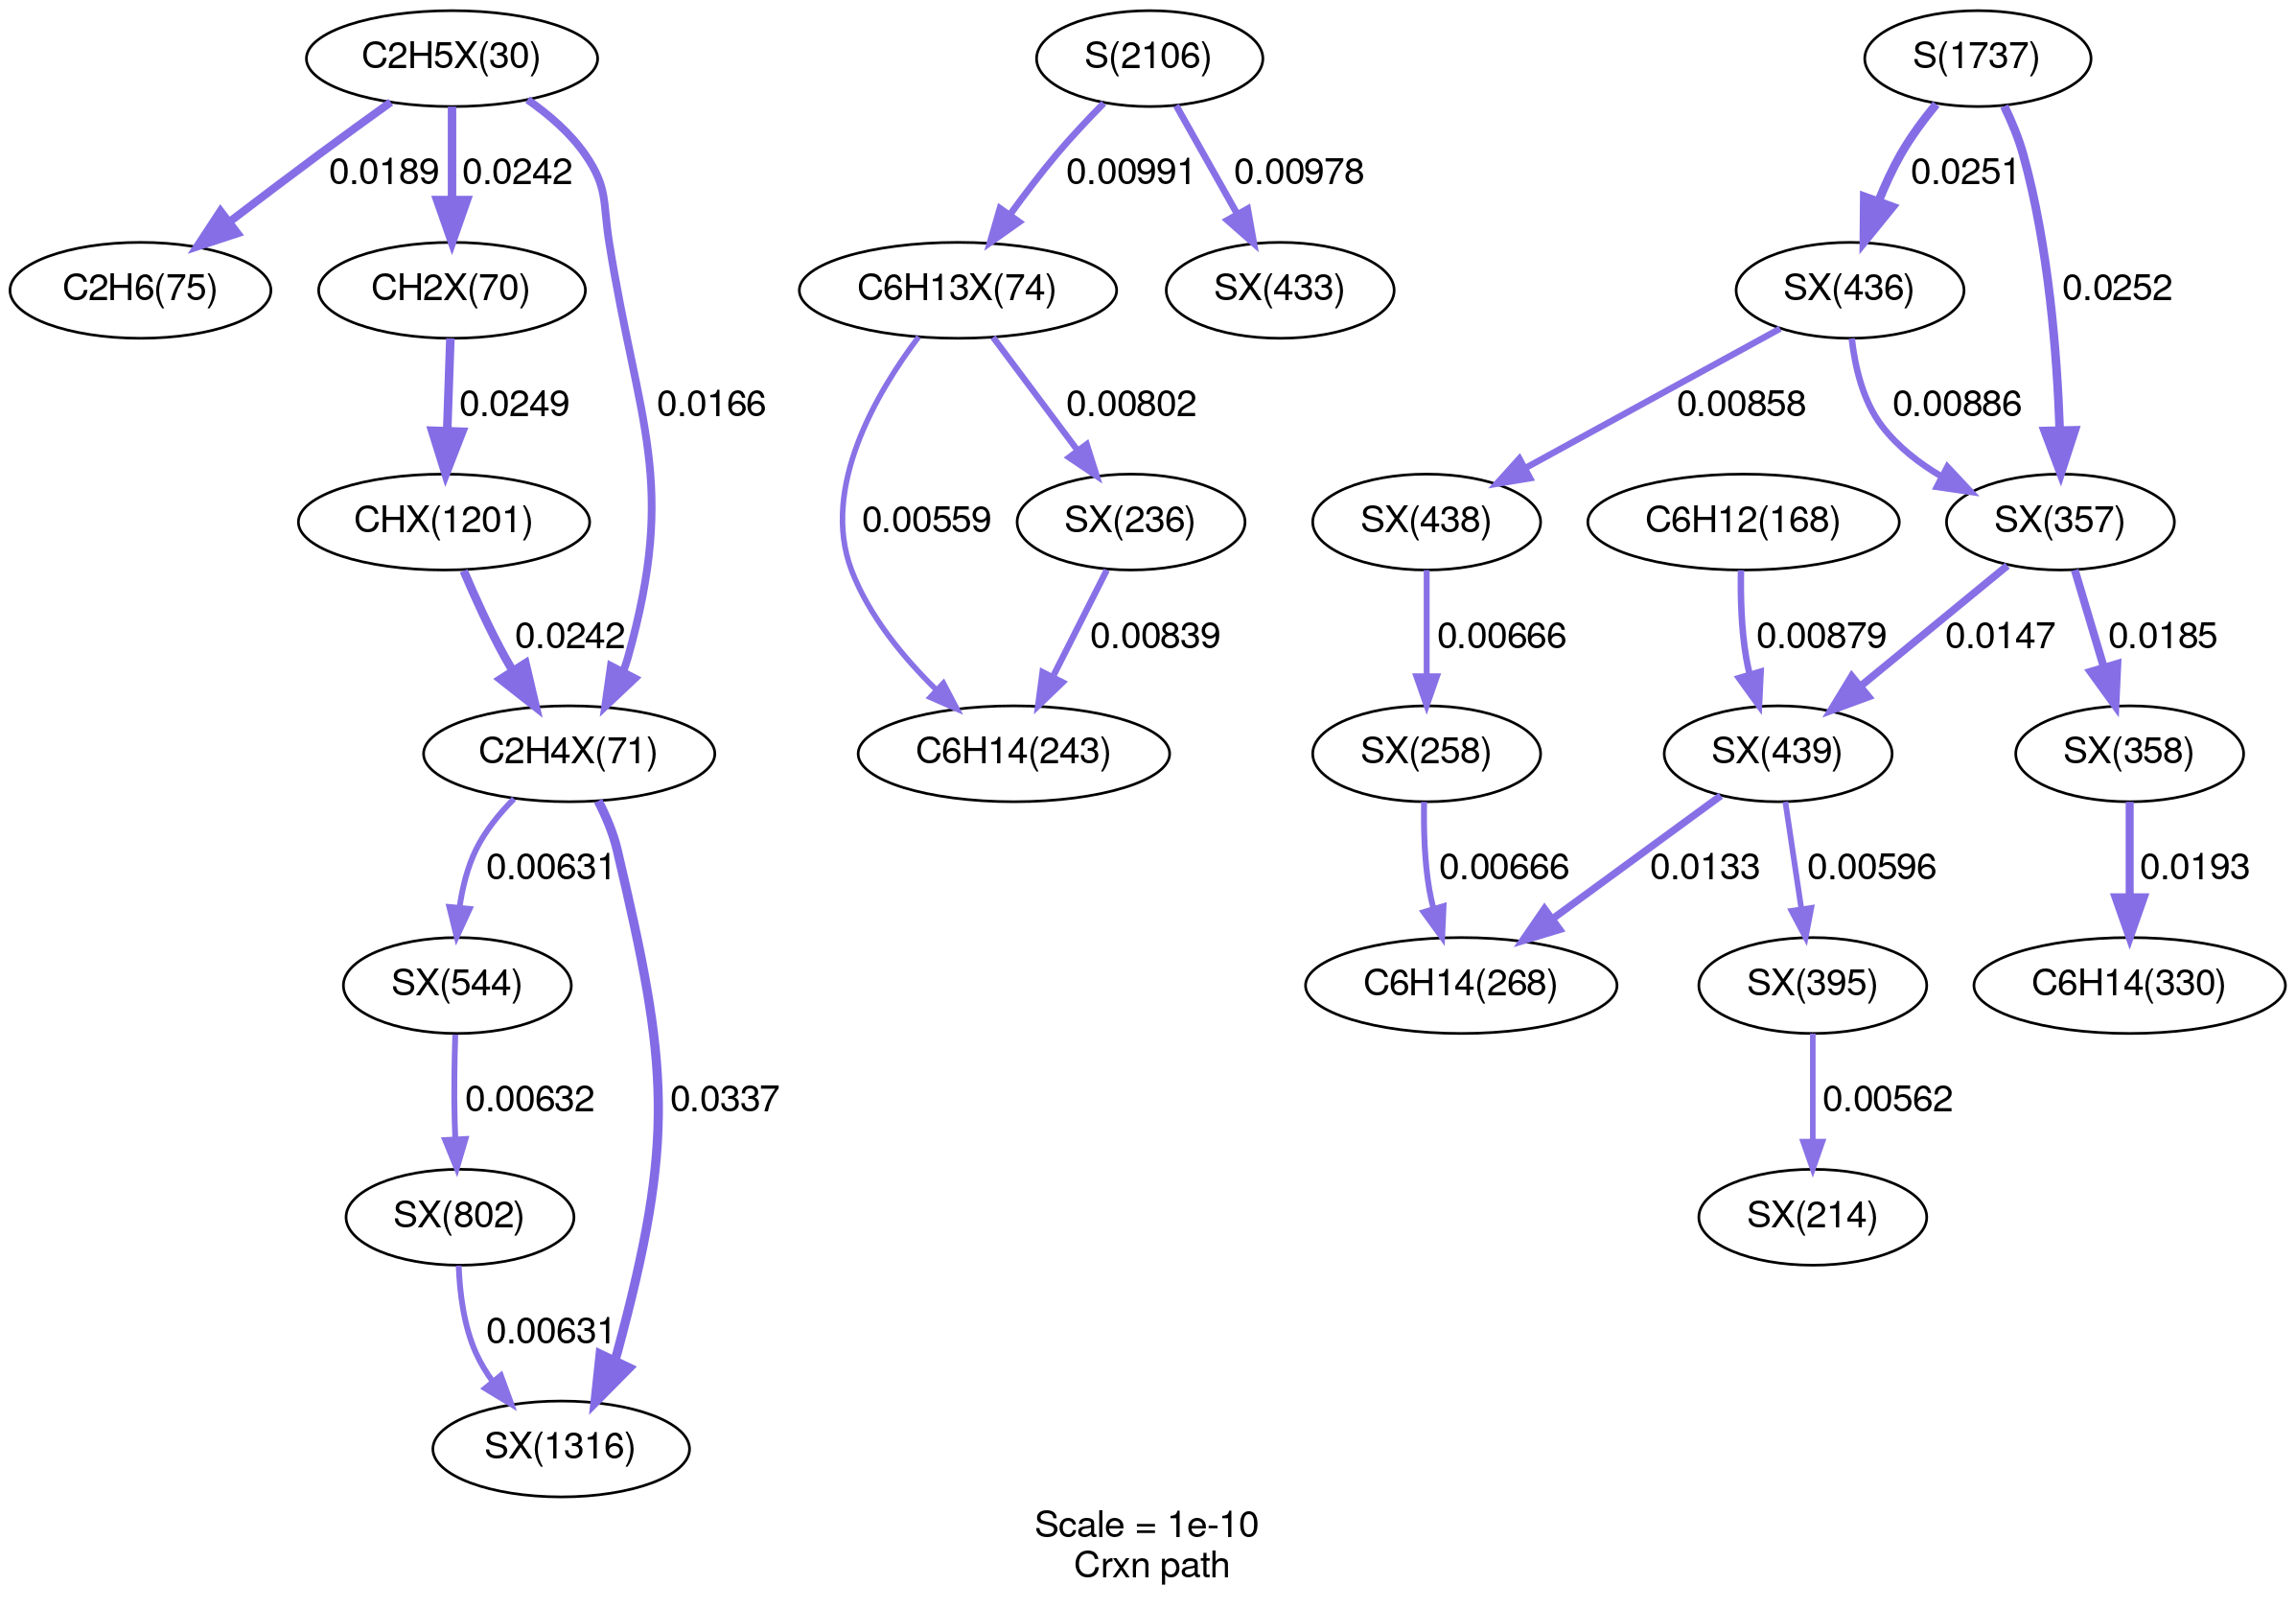 C2H5X(30)
S(2106)
S(1737)
0.0189
0.0242
0.00991
0.00978
0.0251
C2H6(75)
CH2X(70)
C6H13X(74)
SX(433)
SX(436)
0.0252
0.0249
0.0166
0.00802
0.00858
0.00886
CHX(1201)
0.00559
SX(236)
SX(438)
C6H12(168)
SX(357)
0.0242
0.00839
0.00666
0.00879
0.0147
0.0185
C2H4X(71)
C6H14(243)
SX(258)
SX(439)
SX(358)
0.00631
0.00666
0.0133
0.00596
0.0193
SX(544)
C6H14(268)
SX(395)
C6H14(330)
0.00632
0.0337
0.00562
SX(802)
SX(214)
0.00631
SX(1316)
Scale = 1e-10
Crxn path